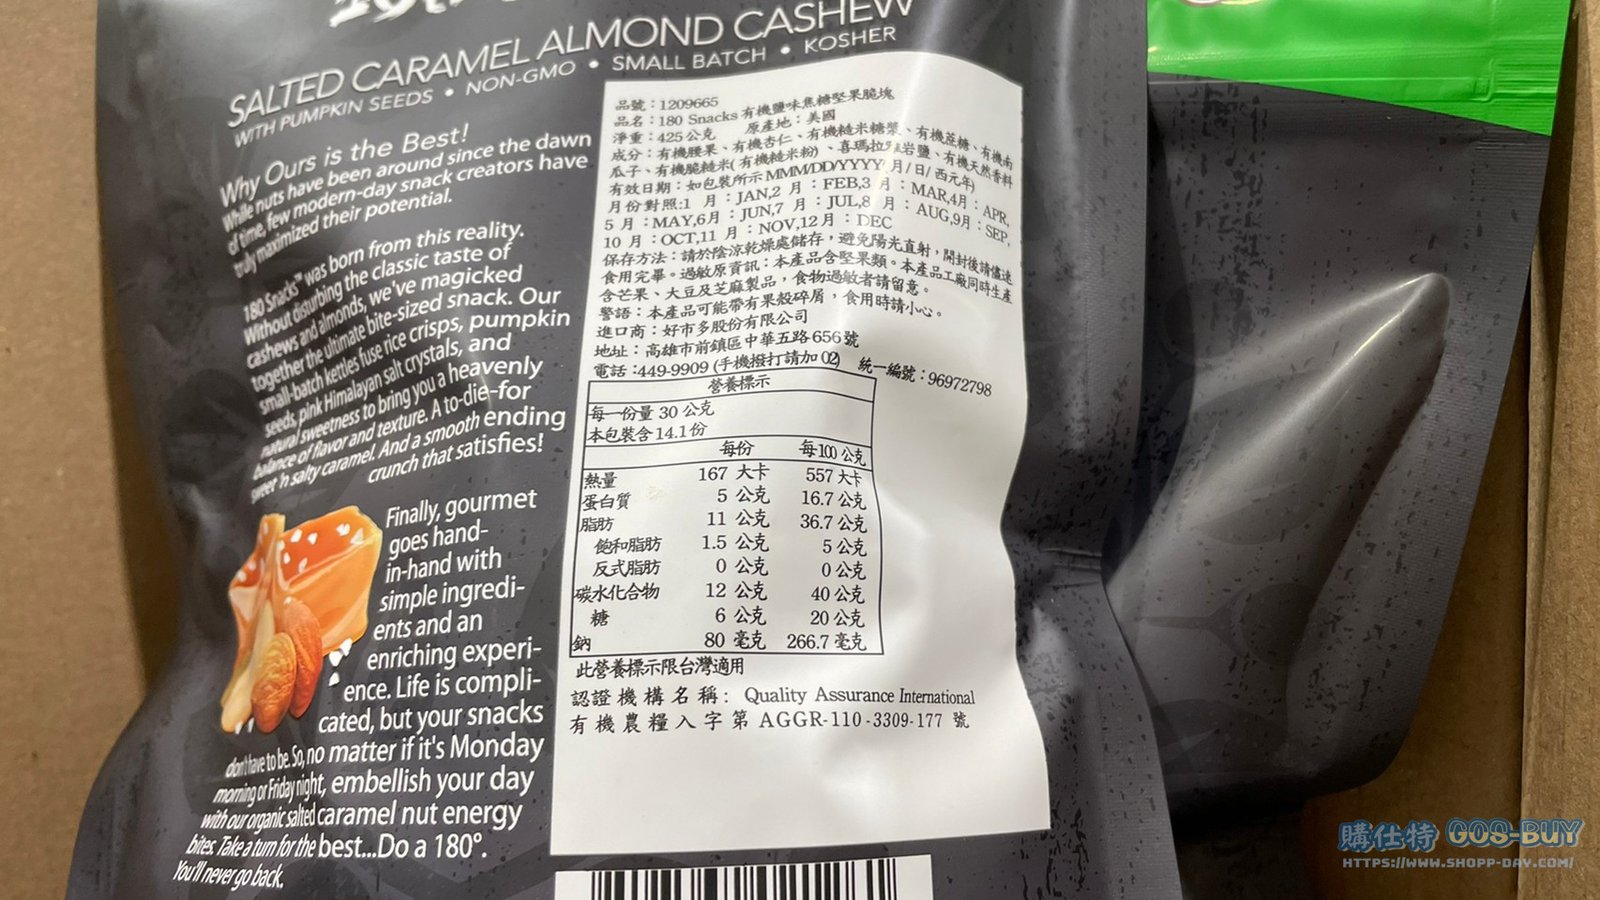 SALTED CARAMEL ALMOND CASHEW
WITH PUMPKIN SEEDS • NON-GMO • SMALL BATCH • KOSHER
Why Ours is the Best!
While nuts have been around since the dawn
of time, few modern-day snack creators have
truly maximized their potential.
180 Snacks™ was born from this reality.
Without disturbing the classic taste of
cashews and almonds, we've magicked
together the ultimate bite-sized snack. Our
small-batch kettles fuse rice crisps, pumpkin
seeds, pink Himalayan salt crystals, and
natural sweetness to bring you a heavenly
balance of flavor and texture. A to-die-for
sweet 'n salty caramel. And a smooth ending
crunch that satisfies!
Finally, gourmet
goes hand-
in-hand with
simple ingredi-
ents and an
enriching experi-
ence. Life is compli-
cated, but your snacks
don't have to be. So, no matter if it's Monday
morning or Friday night, embellish your day
with our organic salted caramel nut energy
bites. Take a turn for the best...Do a 180°.
You'll never go back.
品號：1209665
品名：180 Snacks 有機鹽味焦糖堅果脆塊
淨重：425公克 原產地：美國
成分：有機腰果、有機杏仁、有機糙米糖漿、有機蔗糖、有機南
瓜子、有機脆糙米(有機糙米粉)、喜瑪拉雅岩鹽、有機天然香料
有效日期：如包裝所示MMM/DD/YYYY(月/日/西元年)
月份對照:1 月：JAN,2 月：FEB,3 月：MAR,4月：APR,
5 月：MAY,6月：JUN,7 月：JUL,8 月：AUG,9月：SEP,
10 月：OCT,11 月：NOV,12月：DEC
保存方法：請於陰涼乾燥處儲存，避免陽光直射，開封後請儘速
食用完畢。過敏原資訊：本產品含堅果類。本產品工廠同時生產
含芒果、大豆及芝麻製品，食物過敏者請留意。
警語：本產品可能帶有果殼碎屑，食用時請小心。
進口商：好市多股份有限公司
地址：高雄市前鎮區中華五路656號
電話：449-9909 (手機撥打請加 02) 統一編號：96972798
營養標示
每一份量 30 公克
本包裝含14.1份
每份 每100公克
熱量 167 大卡 557大卡
蛋白質 5 公克 16.7公克
脂肪 11 公克 36.7公克
飽和脂肪 1.5 公克 5公克
反式脂肪 0 公克 0公克
碳水化合物 12 公克 40 公克
糖 6 公克 20 公克
鈉 80 毫克 266.7 毫克
此營養標示限台灣適用
認證機構名稱： Quality Assurance International
有機農糧入字第 AGGR-110-3309-177 號
購仕特 GOS-BUY
HTTPS://WWW.SHOPP-DAY.COM/